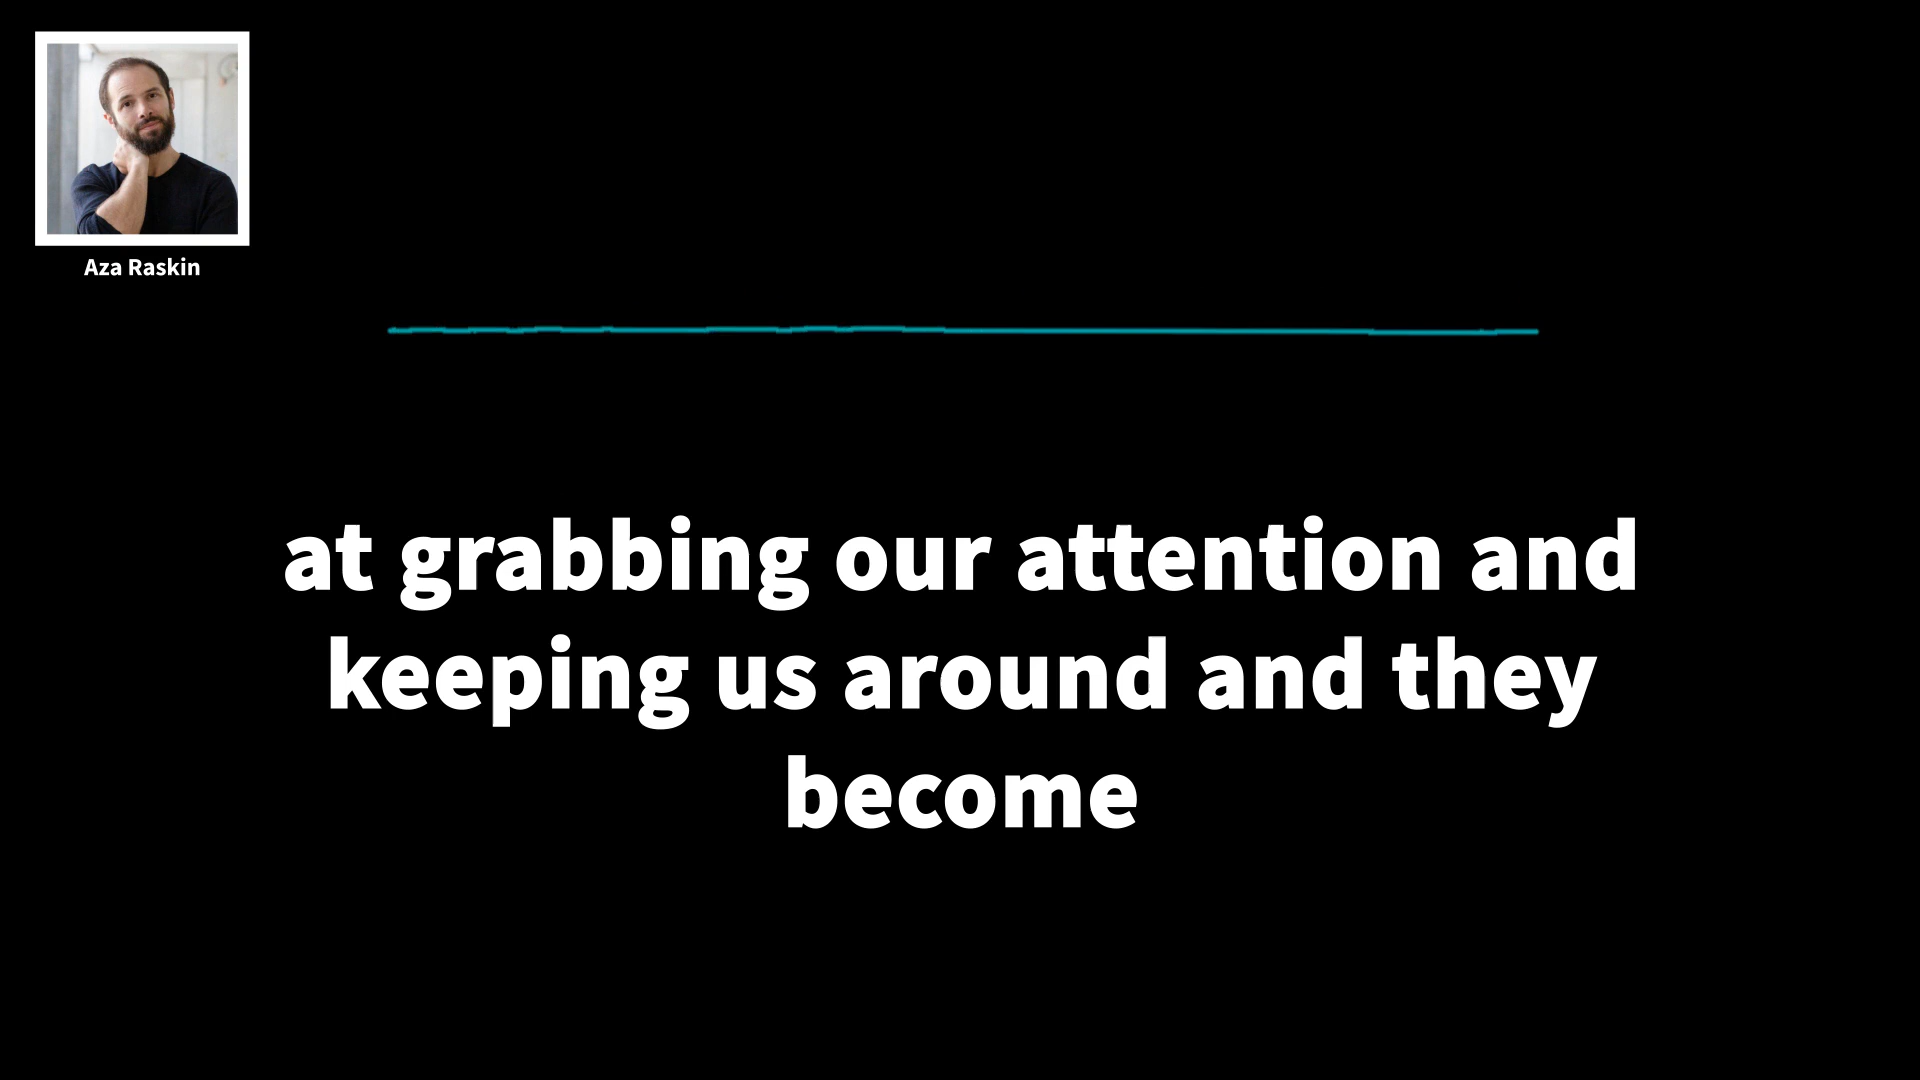 Aza Raskin
at grabbing our attention and
keeping us around and they
become